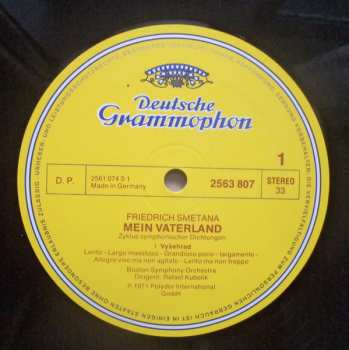 Deutsche
Grammophon
1
D. P.
2561 074 S 1
Made in Germany
2563 807
STEREO
33
FRIEDRICH SMETANA
MEIN VATERLAND
Zyklus symphonischer Dichtungen
I Vyšehrad
Lento - Largo maestoso - Grandioso poco - largamento -
Allegro vivo ma non agitato - Lento ma non troppo
Boston Symphony Orchestra
Dirigent: Rafael Kubelik
℗ 1971 Polydor International
GmbH